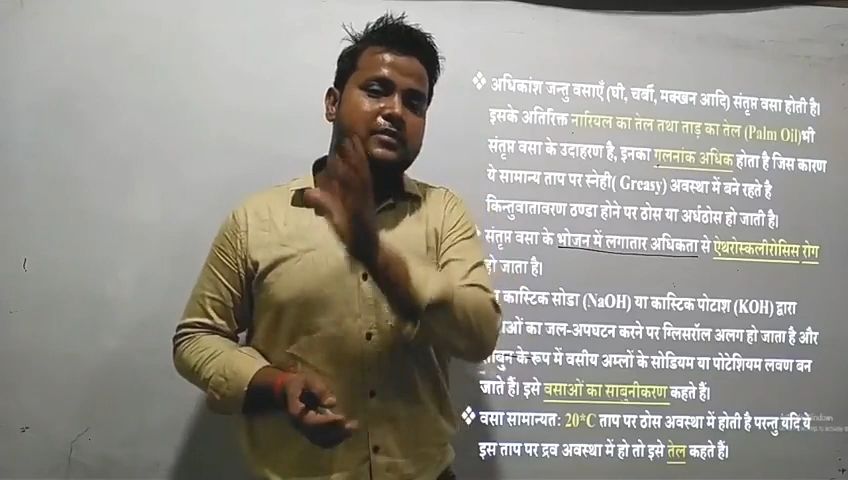 ❖ अधिकांश जन्तु वसाएँ (घी, चर्बी, मक्खन आदि) संतृप्त वसा होती है।
इसके अतिरिक्त नारियल का तेल तथा ताड़ का तेल (Palm Oil)भी
संतृप्त वसा के उदाहरण है, इनका गलनांक अधिक होता है जिस कारण
ये सामान्य ताप पर स्नेही( Greasy) अवस्था में बने रहते है
किन्तुवातावरण ठण्डा होने पर ठोस या अर्धठोस हो जाती है।
संतृप्त वसा के भोजन में लगातार अधिकता से ऐथरोस्कलीरोसिस रोग
हो जाता है।
कास्टिक सोडा (NaOH) या कास्टिक पोटाश (KOH) द्वारा
का जल-अपघटन करने पर ग्लिसरॉल अलग हो जाता है और
साबुन के रूप में वसीय अम्लों के सोडियम या पोटेशियम लवण बन
जाते हैं। इसे वसाओं का साबुनीकरण कहते हैं।
❖ वसा सामान्यत: 20*C ताप पर ठोस अवस्था में होती है परन्तु यदि ये
इस ताप पर द्रव अवस्था में हो तो इसे तेल कहते हैं।